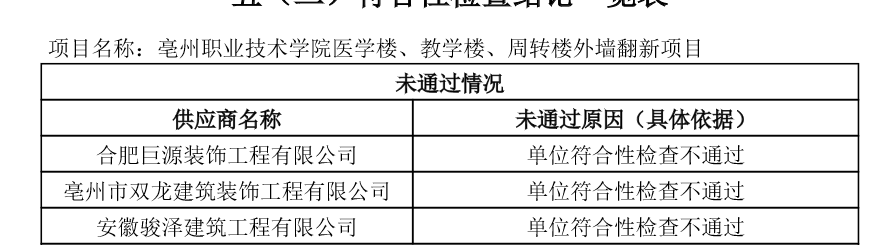 项目名称：亳州职业技术学院医学楼、教学楼、周转楼外墙翻新项目
未通过情况
供应商名称 未通过原因（具体依据）
合肥巨源装饰工程有限公司 单位符合性检查不通过
亳州市双龙建筑装饰工程有限公司 单位符合性检查不通过
安徽骏泽建筑工程有限公司 单位符合性检查不通过